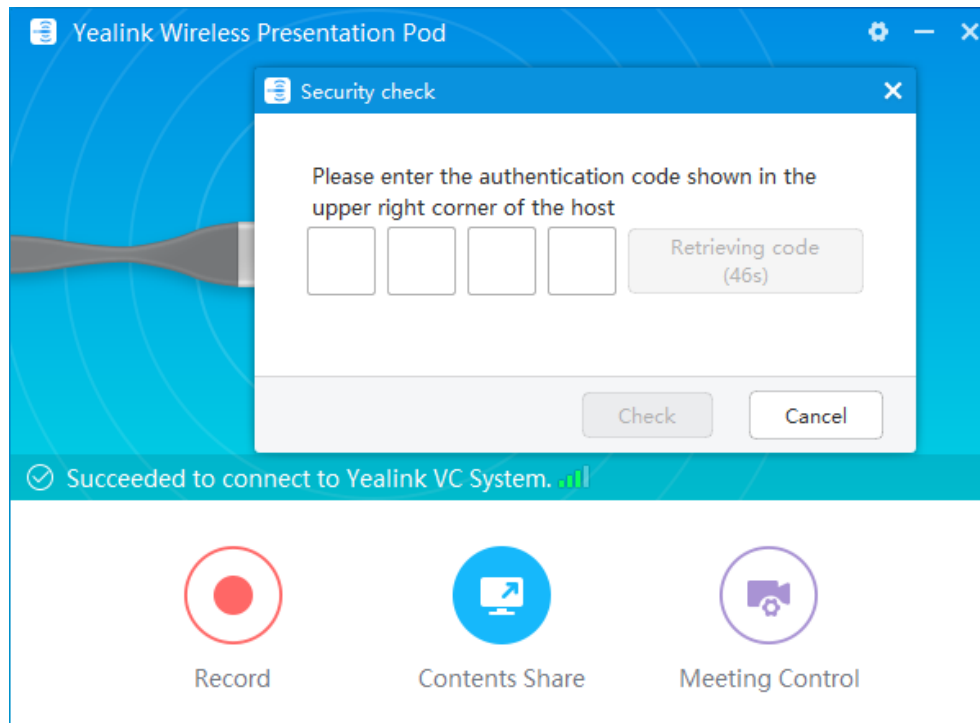 Yealink Wireless Presentation Pod
Security check
Please enter the authentication code shown in the
upper right corner of the host
Retrieving code
(46s)
Check
Cancel
Succeeded to connect to Yealink VC System.
Record
Contents Share
Meeting Control